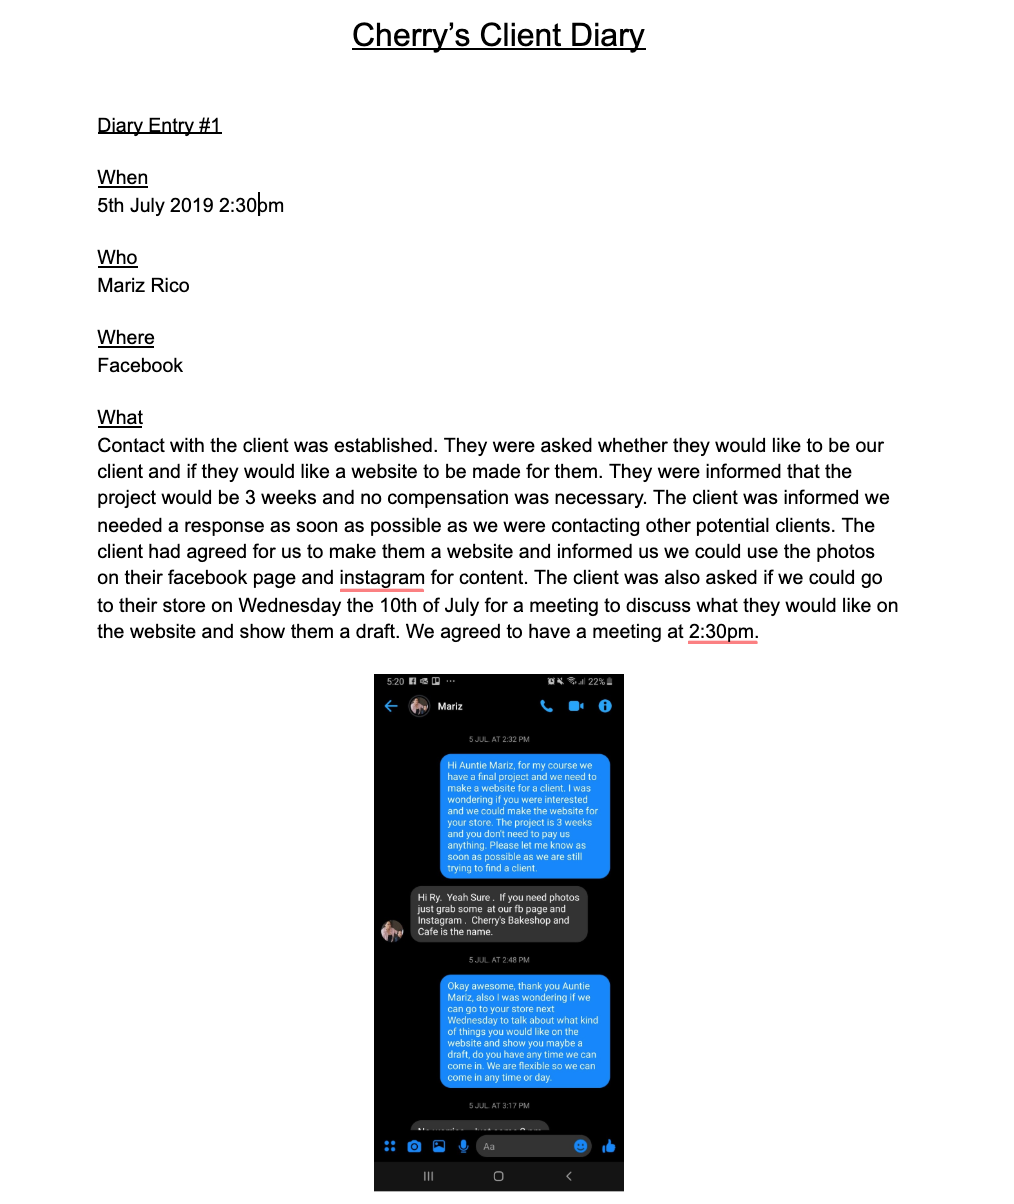 Cherry’s Client Diary
Diary Entry #1
When
5th July 2019 2:30pm
Who
Mariz Rico
Where
Facebook
What
Contact with the client was established. They were asked whether they would like to be our
client and if they would like a website to be made for them. They were informed that the
project would be 3 weeks and no compensation was necessary. The client was informed we
needed a response as soon as possible as we were contacting other potential clients. The
client had agreed for us to make them a website and informed us we could use the photos
on their facebook page and instagram for content. The client was also asked if we could go
to their store on Wednesday the 10th of July for a meeting to discuss what they would like on
the website and show them a draft. We agreed to have a meeting at 2:30pm.
5:20 22%
Mariz
5 JUL. AT 2:32 PM
Hi Auntie Mariz, for my course we
have a final project and we need to
make a website for a client. I was
wondering if you were interested
and we could make the website for
your store. The project is 3 weeks
and you don't need to pay us
anything. Please let me know as
soon as possible as we are still
trying to find a client.
Hi Ry. Yeah Sure . If you need photos
just grab some at our fb page and
Instagram . Cherry's Bakeshop and
Cafe is the name.
5 JUL. AT 2:48 PM
Okay awesome, thank you Auntie
Mariz, also I was wondering if we
can go to your store next
Wednesday to talk about what kind
of things you would like on the
website and show you maybe a
draft, do you have any time we can
come in. We are flexible so we can
come in any time or day.
5 JUL. AT 3:17 PM
Aa